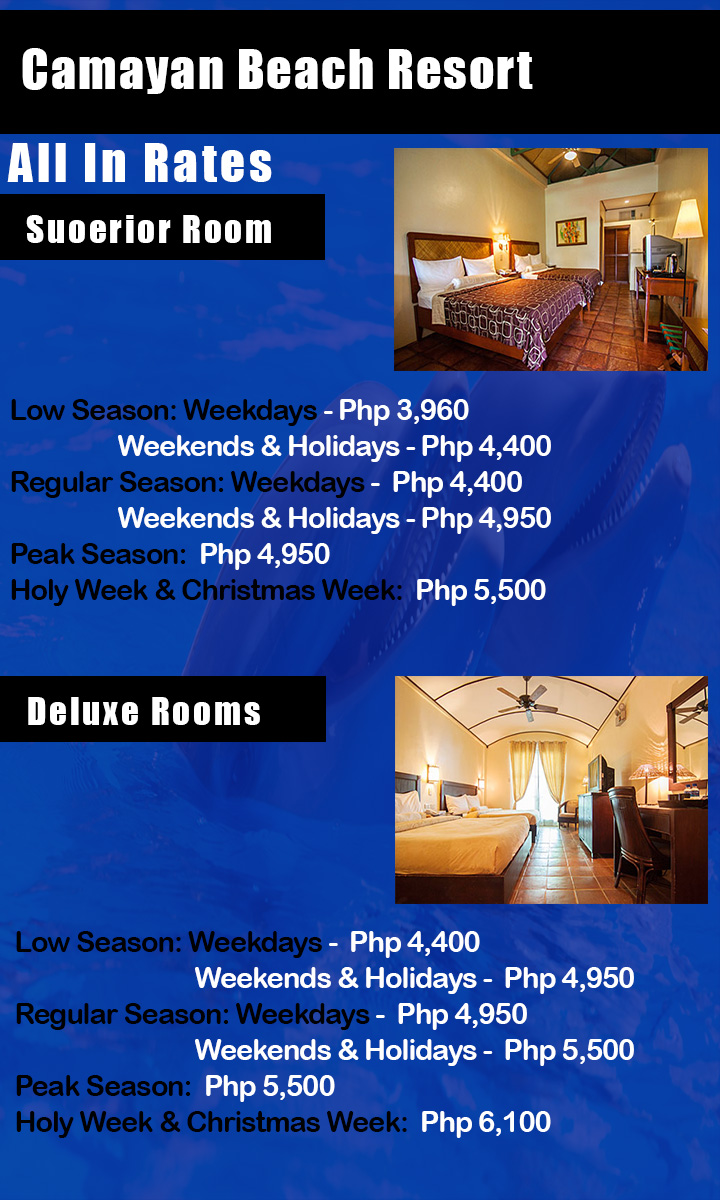 Camayan Beach Resort
All In Rates
Suoerior Room
Low Season: Weekdays - Php 3,960
Weekends & Holidays - Php 4,400
Regular Season: Weekdays - Php 4,400
Weekends & Holidays - Php 4,950
Peak Season: Php 4,950
Holy Week & Christmas Week: Php 5,500
Deluxe Rooms
Low Season: Weekdays - Php 4,400
Weekends & Holidays - Php 4,950
Regular Season: Weekdays - Php 4,950
Weekends & Holidays - Php 5,500
Peak Season: Php 5,500
Holy Week & Christmas Week: Php 6,100